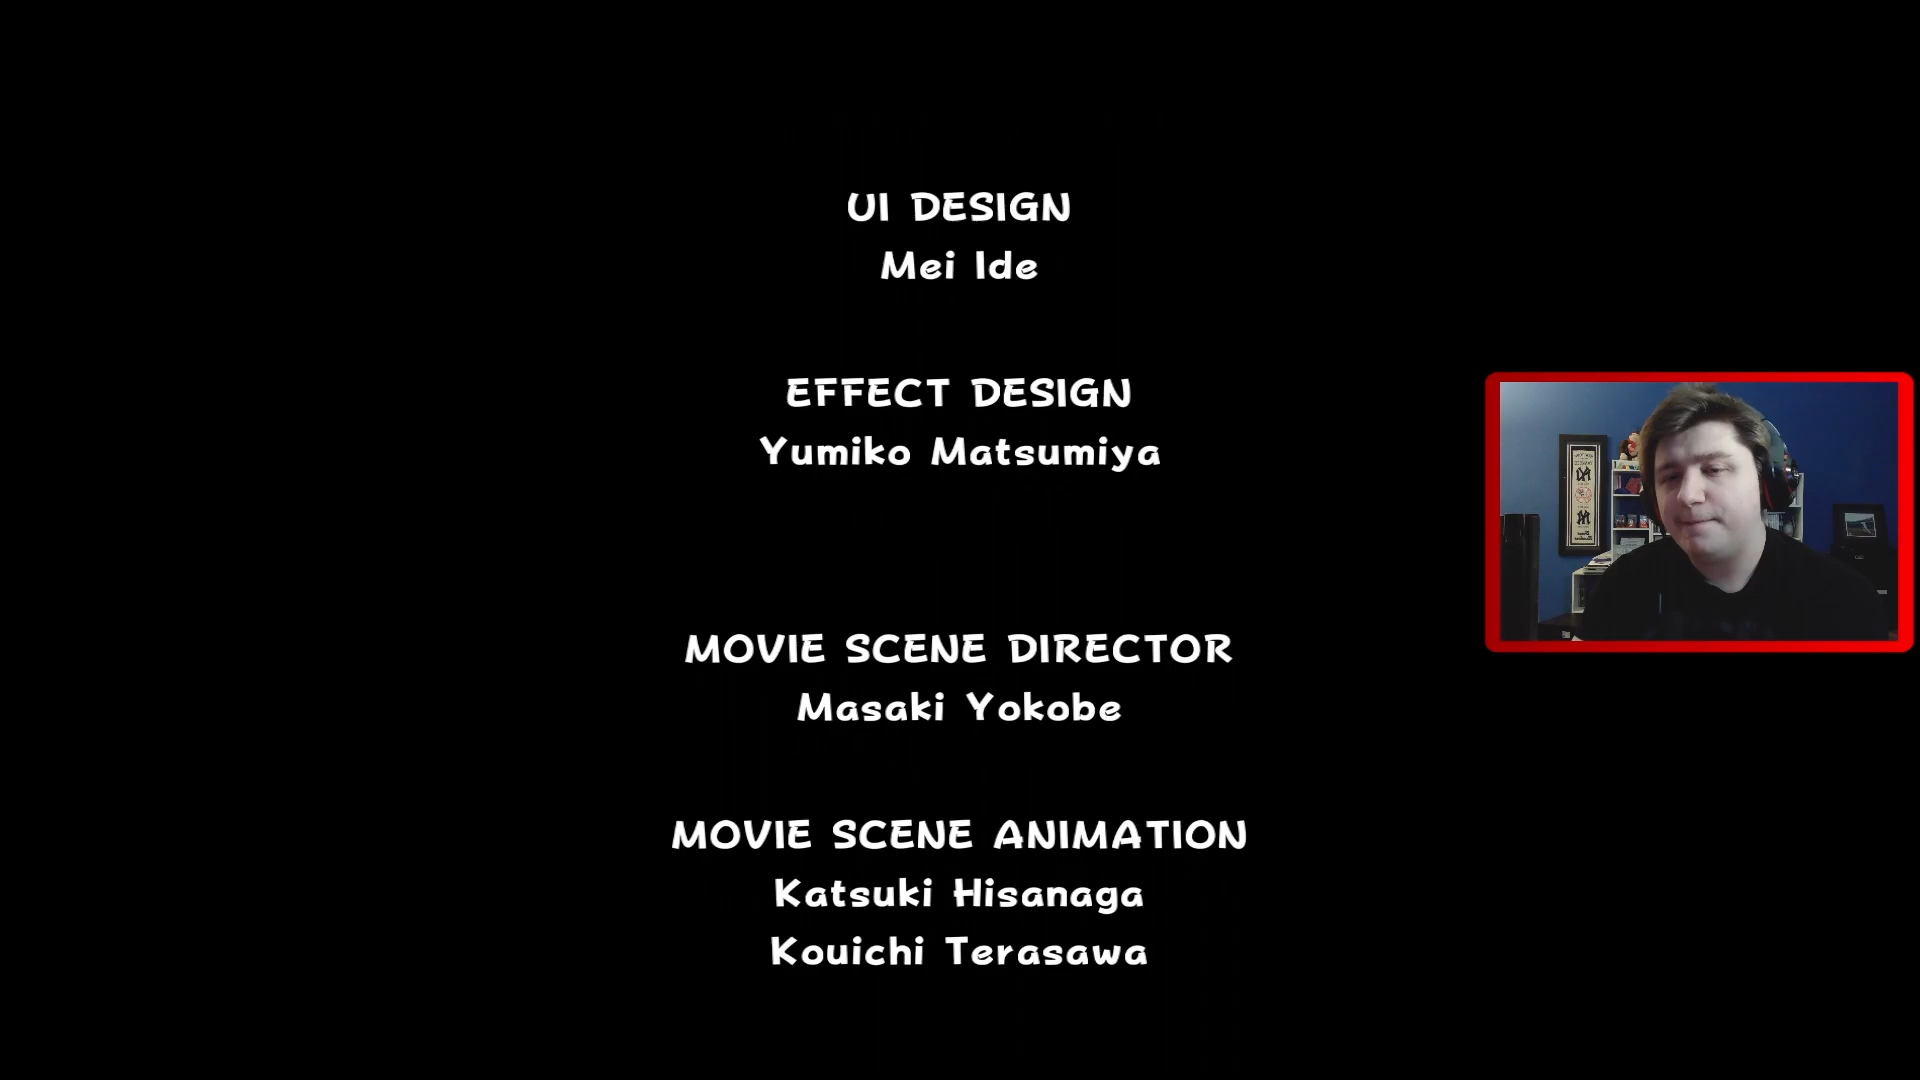 UI DESIGN
Mei Ide
EFFECT DESIGN
Yumiko Matsumiya
MOVIE SCENE DIRECTOR
Masaki Yokobe
MOVIE SCENE ANIMATION
Katsuki Hisanaga
Kouichi Terasawa